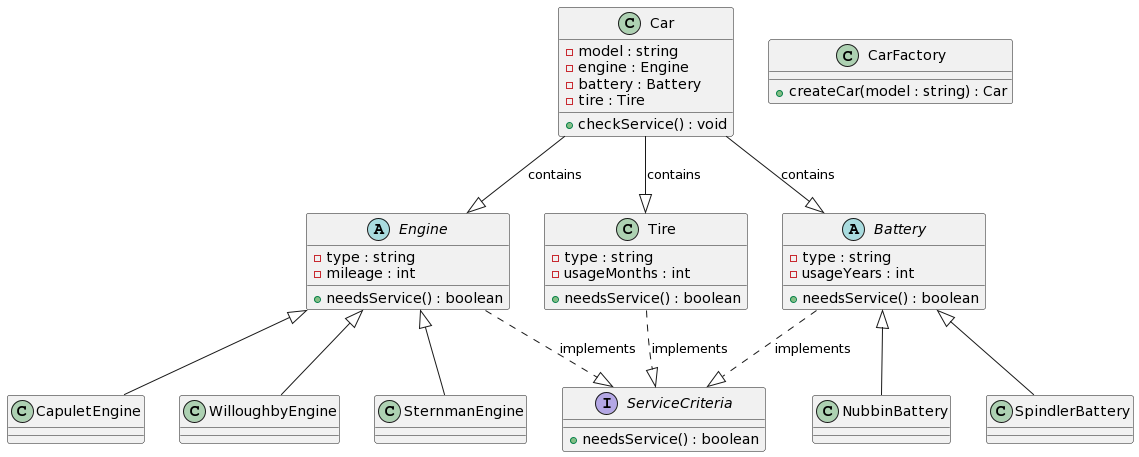 C Car
model : string
engine : Engine
battery : Battery
tire : Tire
checkService() : void
C CarFactory
createCar(model : string) : Car
contains
contains
contains
A Engine
type : string
mileage : int
needsService() : boolean
C Tire
type : string
usageMonths : int
needsService() : boolean
A Battery
type : string
usageYears : int
needsService() : boolean
implements
implements
implements
C CapuletEngine
C WilloughbyEngine
C SternmanEngine
I ServiceCriteria
needsService() : boolean
C NubbinBattery
C SpindlerBattery